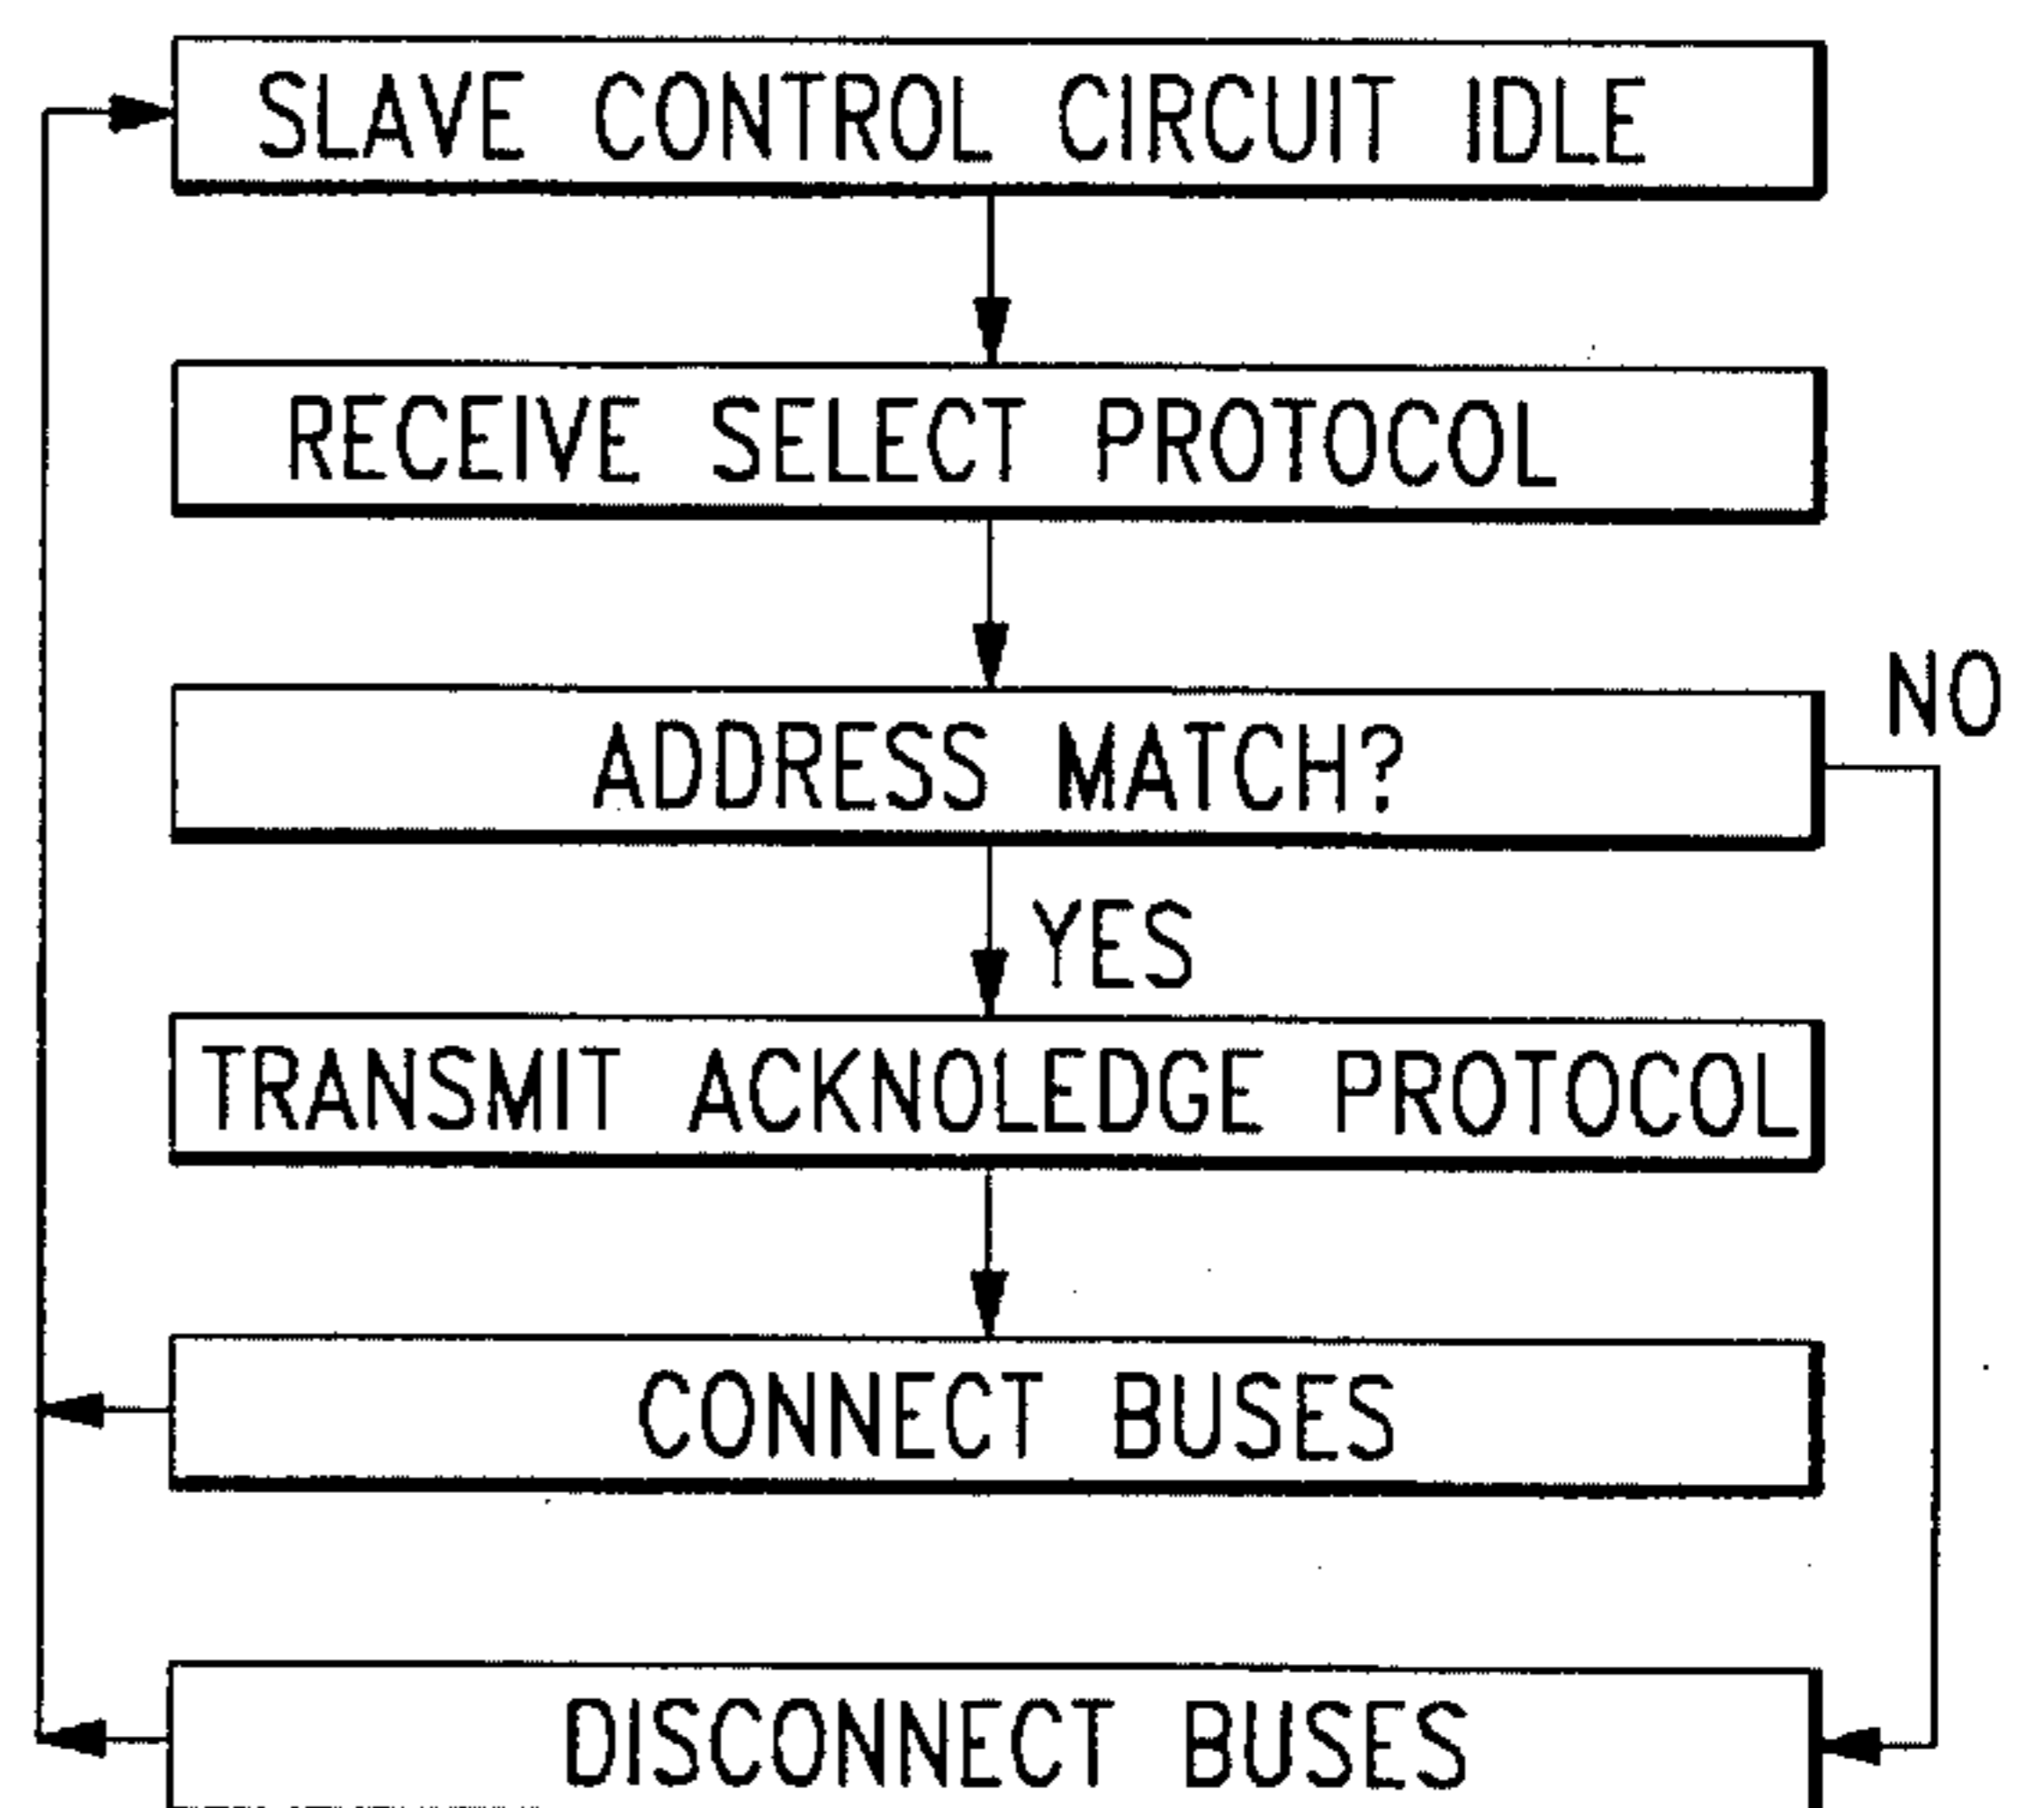 SLAVE CONTROL CIRCUIT IDLE
RECEIVE SELECT PROTOCOL
NO
ADDRESS MATCH?
YES
TRANSMIT ACKNOLEDGE PROTOCOL
CONNECT BUSES
DISCONNECT BUSES